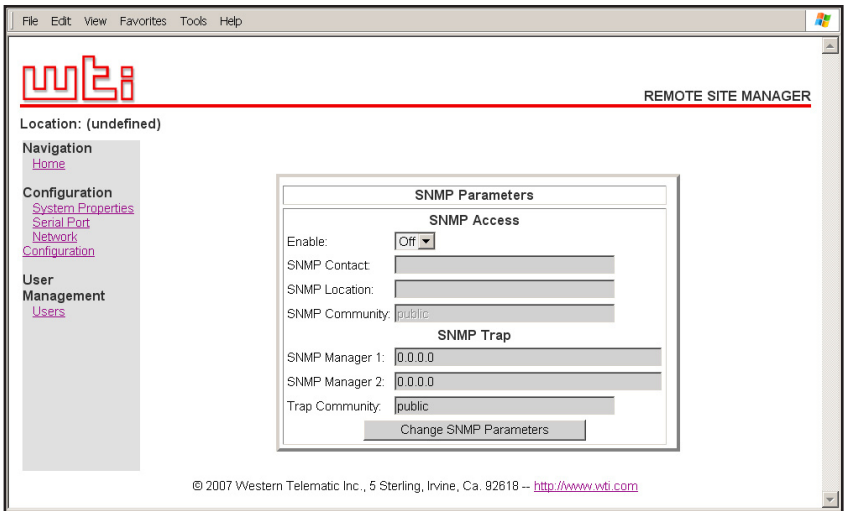 File Edit View Favorites Tools Help
wti
REMOTE SITE MANAGER
Location: (undefined)
Navigation
Home
Configuration
System Properties
Serial Port
Network
Configuration
User
Management
Users
SNMP Parameters
SNMP Access
Enable: Off
SNMP Contact:
SNMP Location:
SNMP Community: public
SNMP Trap
SNMP Manager 1: 0.0.0.0
SNMP Manager 2: 0.0.0.0
Trap Community: public
Change SNMP Parameters
© 2007 Western Telematic Inc., 5 Sterling, Irvine, Ca. 92618 -- http://www.wti.com